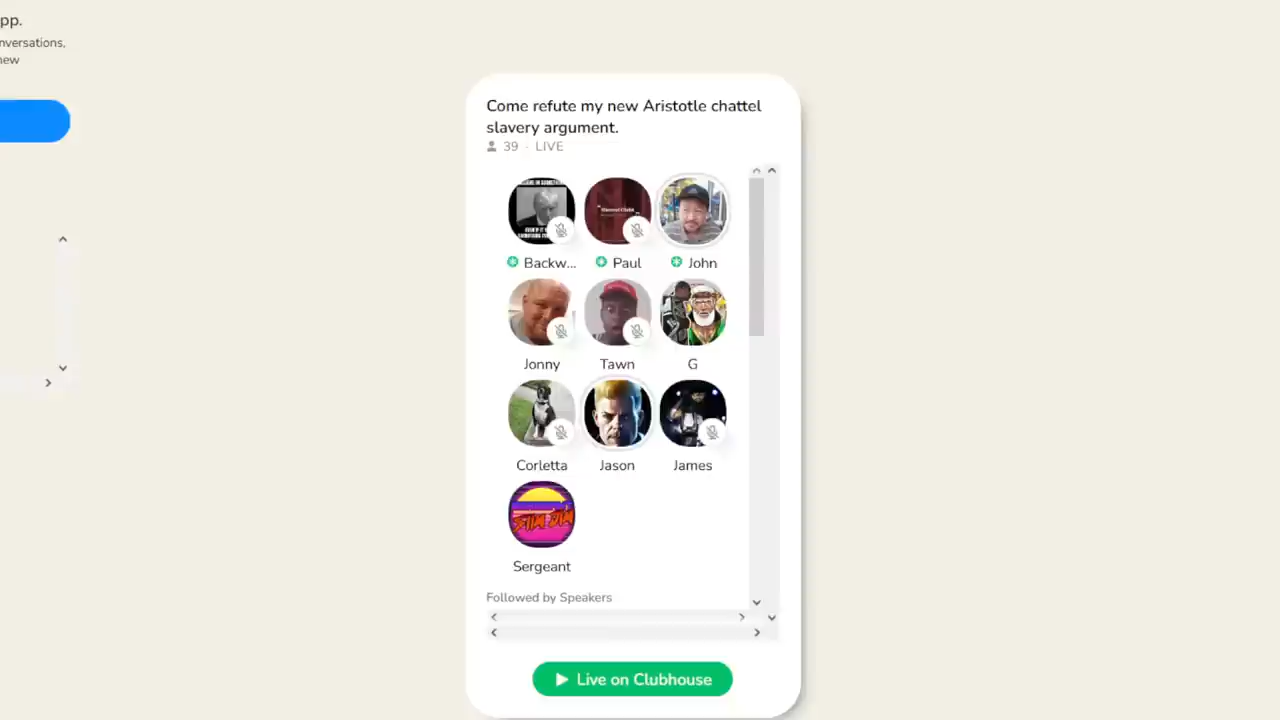 pp.
nversations,
new
Come refute my new Aristotle chattel
slavery argument.
39 · LIVE
Backw... Paul John
Jonny Tawn G
Corletta Jason James
Sergeant
Followed by Speakers
Live on Clubhouse